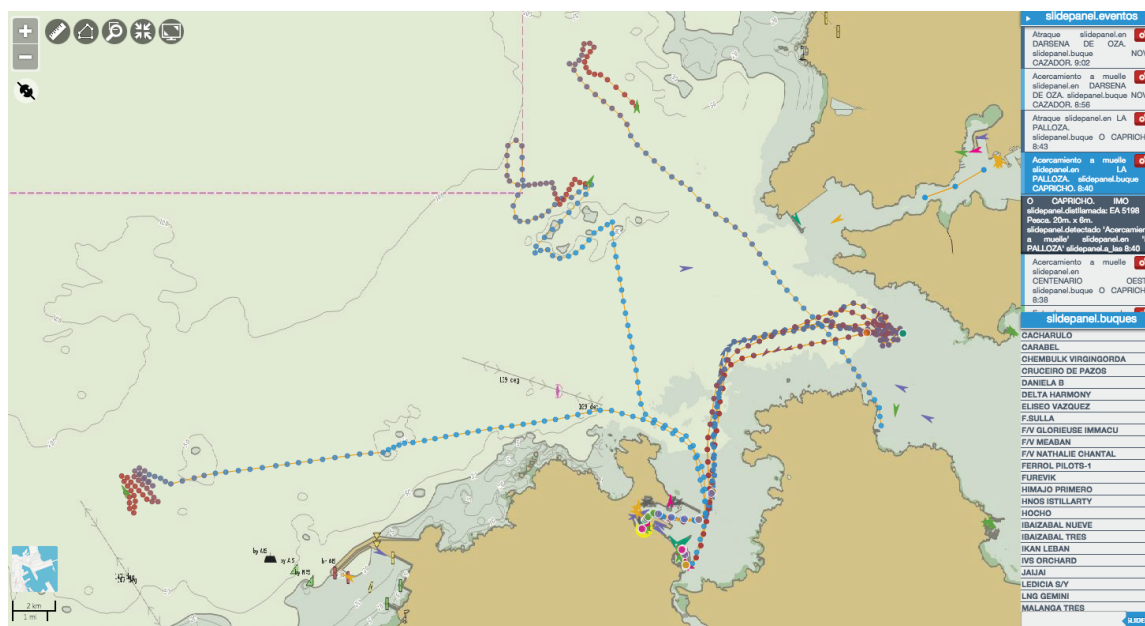 slidepanel.eventos
Atraque slidepanel.en
DARSENA DE OZA.
slidepanel.buque NOV
CAZADOR. 9:02
Acercamiento a muelle
slidepanel.en DARSENA
DE OZA. slidepanel.buque NOV
CAZADOR. 8:56
Atraque slidepanel.en LA
PALLOZA.
slidepanel.buque O CAPRICH
8:43
Acercamiento a muelle
slidepanel.en LA
PALLOZA. slidepanel.buque
CAPRICHO. 8:40
O CAPRICHO. IMO
slidepanel.distllamada: EA 5198
Pesca. 20m. x 6m.
slidepanel.detectado 'Acercamien
a muelle' slidepanel.en
PALLOZA' slidepanel.a_las 8:40
Acercamiento a muelle
slidepanel.en
CENTENARIO OEST
slidepanel.buque O CAPRICH
8:38
slidepanel.buques
CACHARULO
CARABEL
CHEMBULK VIRGINGORDA
CRUCEIRO DE PAZOS
DANIELA B
DELTA HARMONY
ELISEO VAZQUEZ
F.SULLA
F/V GLORIEUSE IMMACU
F/V MEABAN
F/V NATHALIE CHANTAL
FERROL PILOTS-1
FUREVIK
HIMAJO PRIMERO
HNOS ISTILLARTY
HOCHO
IBAIZABAL NUEVE
IBAIZABAL TRES
IKAN LEBAN
IVS ORCHARD
JAIJAI
LEDICIA S/Y
LNG GEMINI
MALANGA TRES
2 km
1 mi